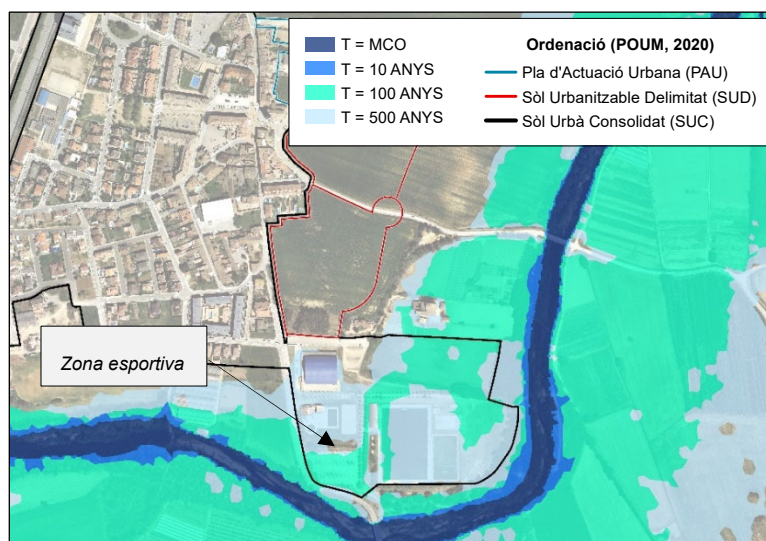 T = MCO
T = 10 ANYS
T = 100 ANYS
T = 500 ANYS
Ordenació (POUM, 2020)
Pla d'Actuació Urbana (PAU)
Sòl Urbanitzable Delimitat (SUD)
Sòl Urbà Consolidat (SUC)
Zona esportiva